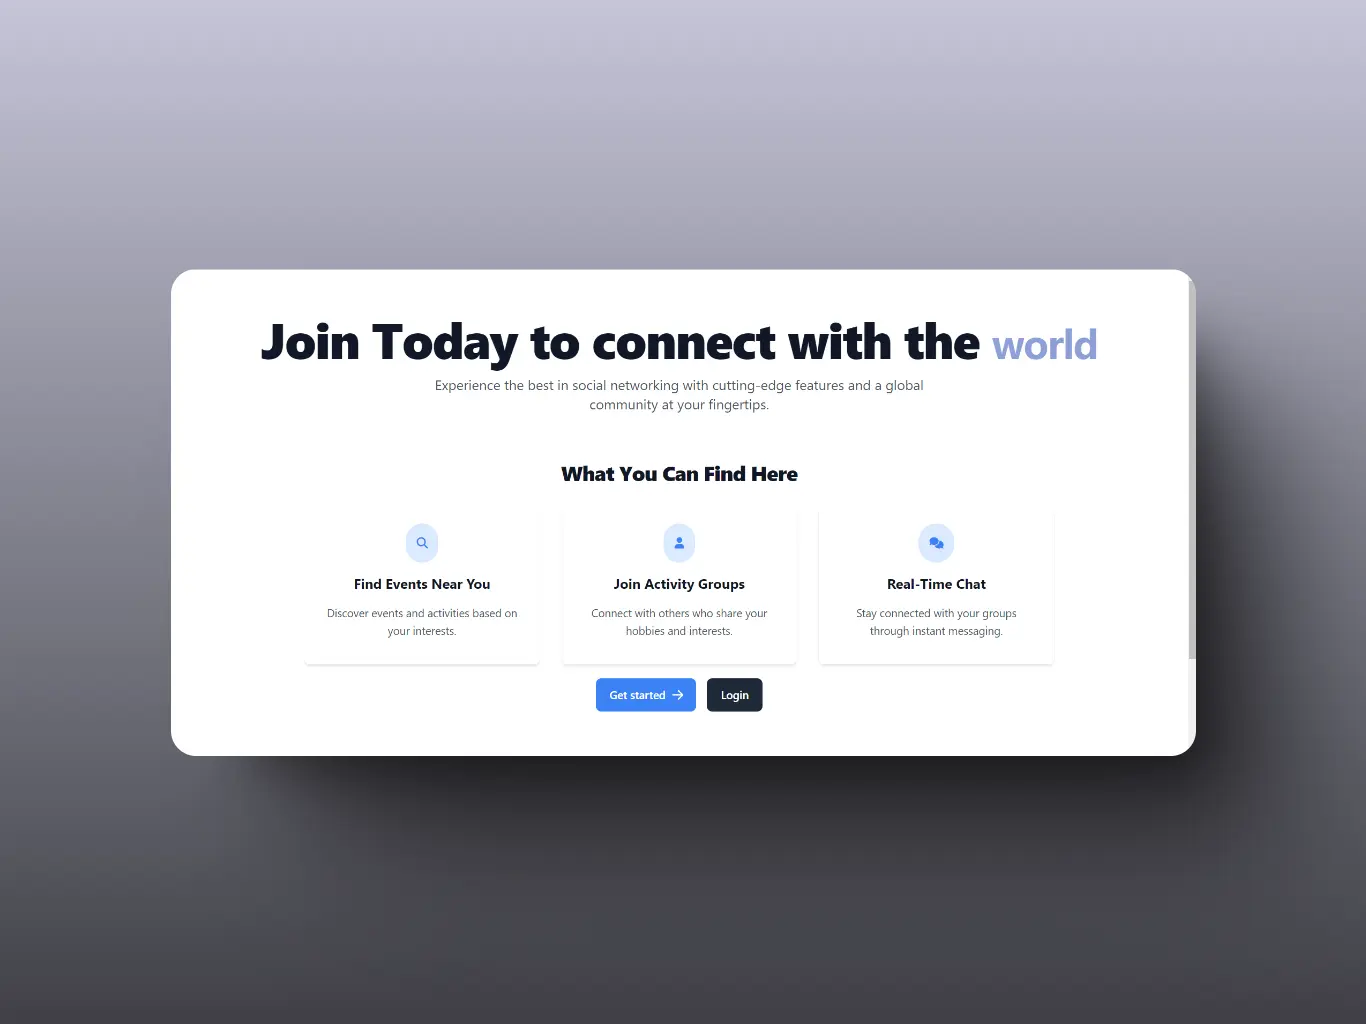 Join Today to connect with the world
Experience the best in social networking with cutting-edge features and a global
community at your fingertips.
What You Can Find Here
Find Events Near You
Discover events and activities based on
your interests.
Join Activity Groups
Connect with others who share your
hobbies and interests.
Real-Time Chat
Stay connected with your groups
through instant messaging.
Get started
Login